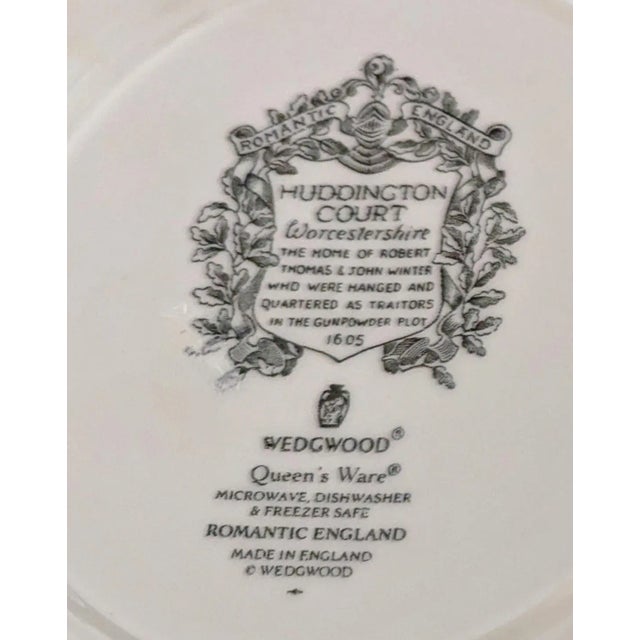 ROMANTIC ENGLAND
HUDDINGTON
COURT
Worcestershire
THE HOME OF ROBERT
THOMAS & JOHN WINTER
WHO WERE HANGED AND
QUARTERED AS TRAITORS
IN THE GUNPOWDER PLOT
1605
WEDGWOOD®
Queen's Ware®
MICROWAVE, DISHWASHER
& FREEZER SAFE
ROMANTIC ENGLAND
MADE IN ENGLAND
© WEDGWOOD